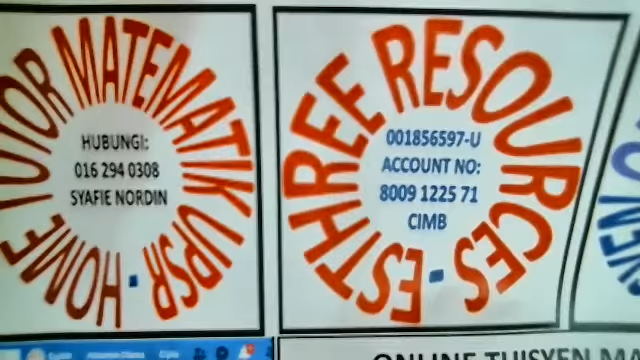 HOME TUTOR MATEMATIK UPSR -
HUBUNGI:
016 294 0308
SYAFIE NORDIN
ESTHREE RESOURCES -
001856597-U
ACCOUNT NO:
8009 1225 71
CIMB
ONLINE TUISYEN